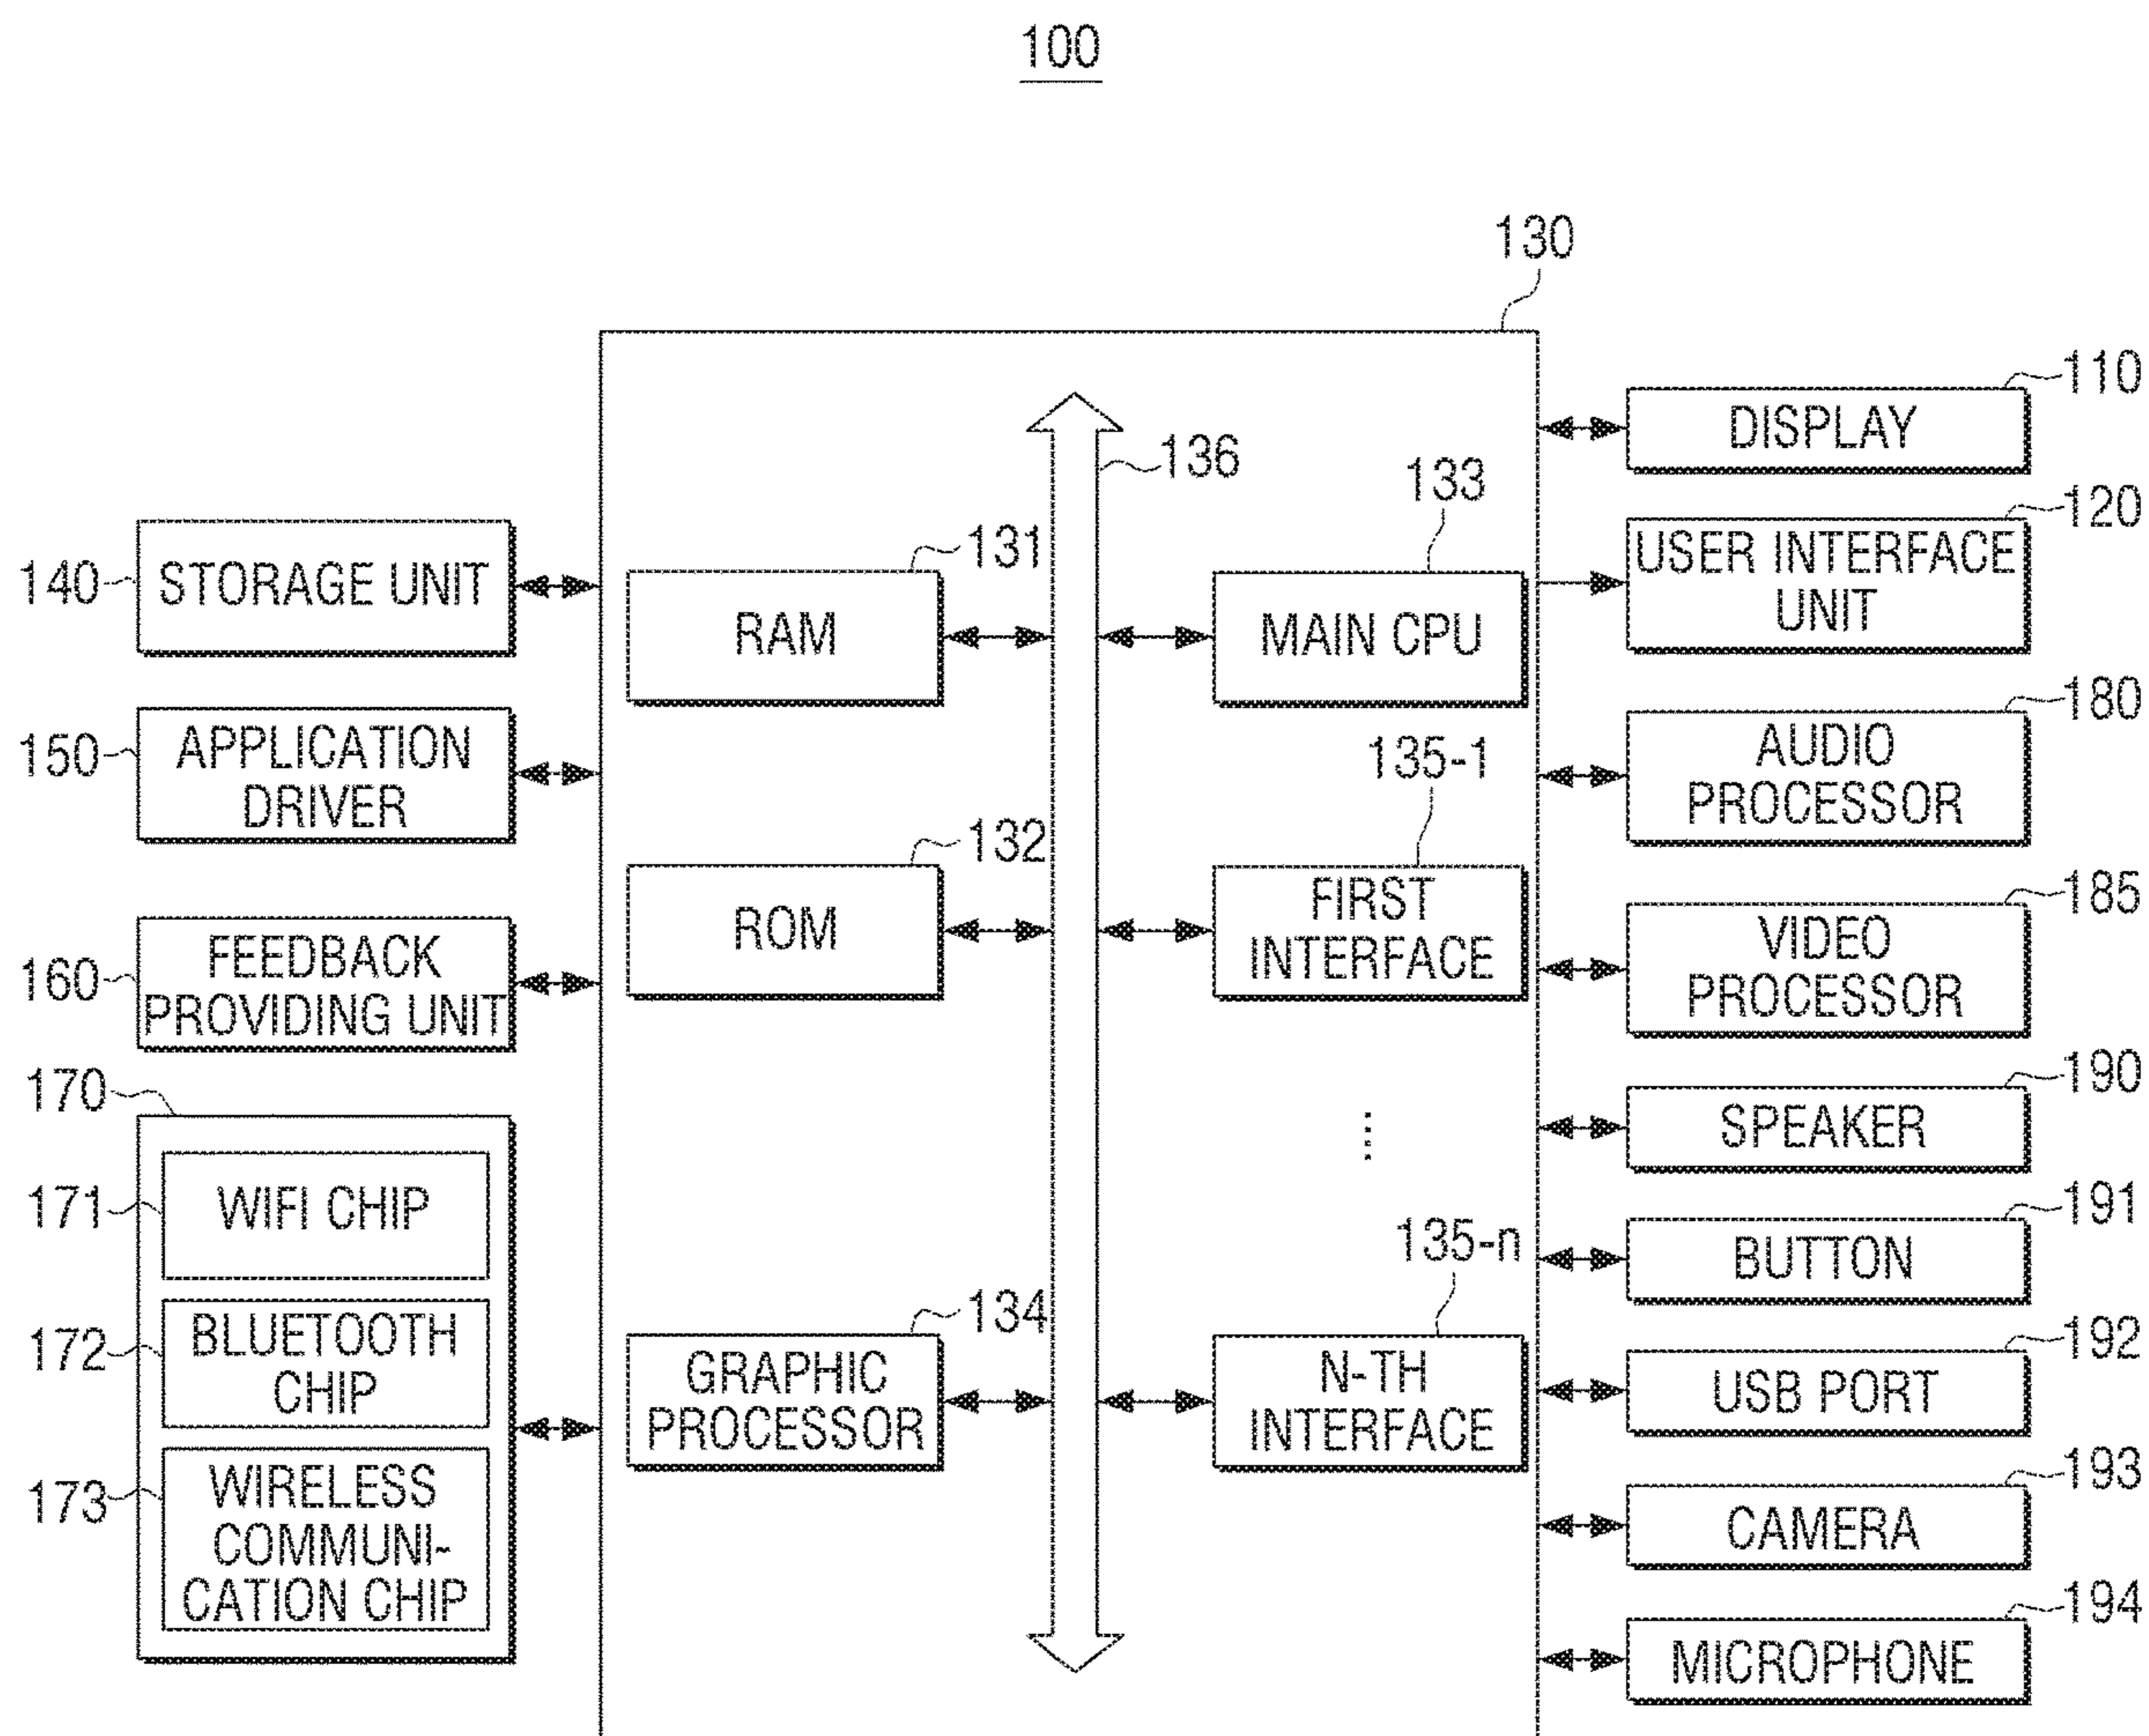 100
130
110
DISPLAY
136
133
120
USER INTERFACE
UNIT
131
140
STORAGE UNIT
RAM
MAIN CPU
180
AUDIO
PROCESSOR
150
APPLICATION
DRIVER
135-1
132
185
VIDEO
PROCESSOR
160
FEEDBACK
PROVIDING UNIT
ROM
FIRST
INTERFACE
190
SPEAKER
170
⋮
171
WIFI CHIP
191
BUTTON
135-n
134
172
BLUETOOTH
CHIP
192
USB PORT
GRAPHIC
PROCESSOR
N-TH
INTERFACE
173
WIRELESS
COMMUNI-
CATION CHIP
193
CAMERA
194
MICROPHONE